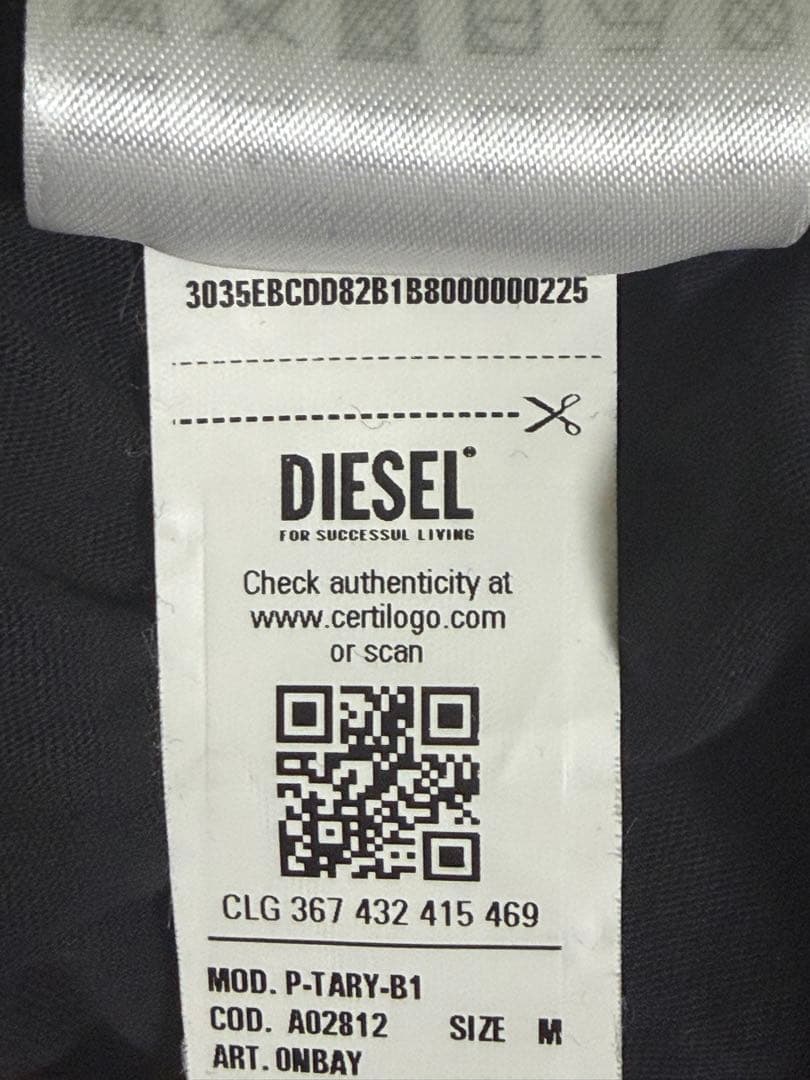 3035EBCDD82B1B8000000225
DIESEL
FOR SUCCESSUL LIVING
Check authenticity at
www.certilogo.com
or scan
CLG 367 432 415 469
MOD. P-TARY-B1
COD. A02812 SIZE M
ART. ONBAY